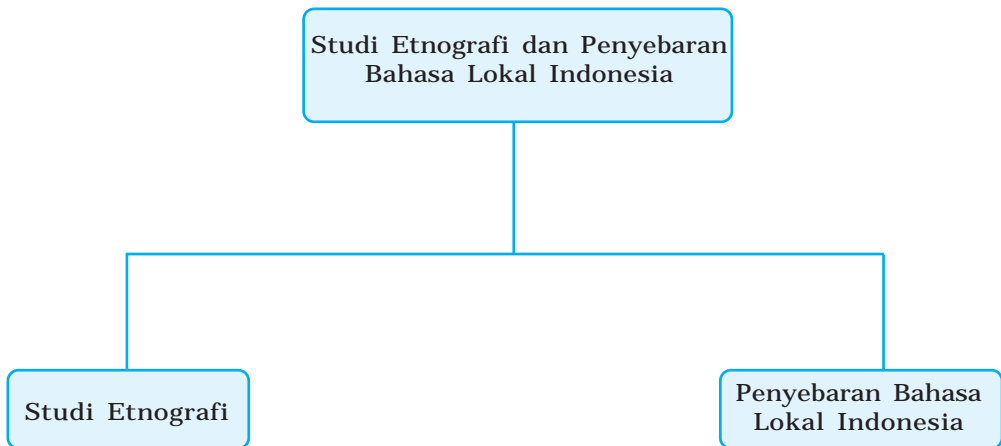 Studi Etnografi dan Penyebaran
Bahasa Lokal Indonesia
Studi Etnografi
Penyebaran Bahasa
Lokal Indonesia